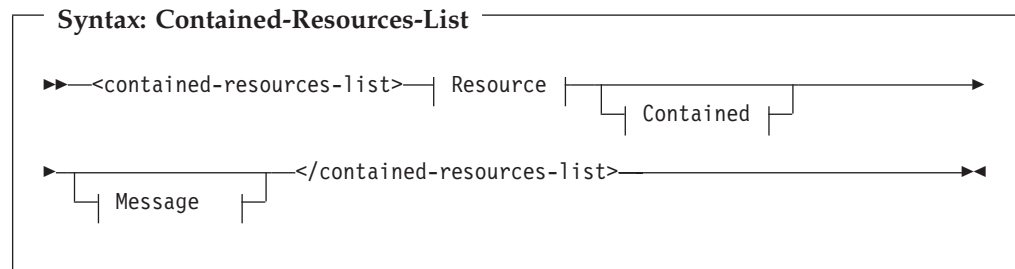 Syntax: Contained-Resources-List
<contained-resources-list> Resource
Contained
</contained-resources-list>
Message